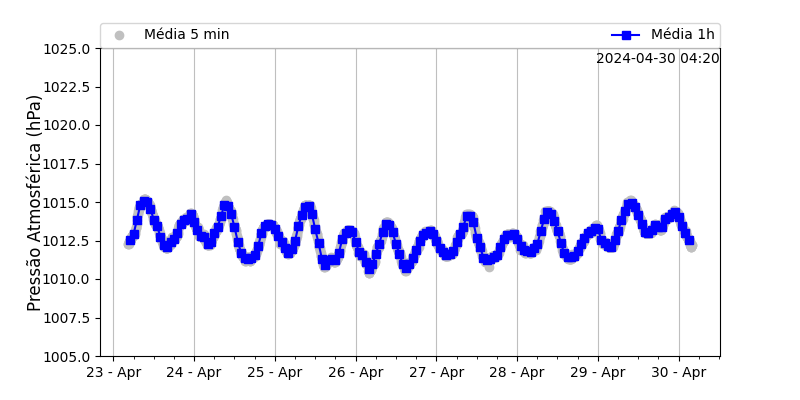 Média 5 min
Média 1h
2024-04-30 04:20
Pressão Atmosférica (hPa)
1025.0
1022.5
1020.0
1017.5
1015.0
1012.5
1010.0
1007.5
1005.0
23 - Apr
24 - Apr
25 - Apr
26 - Apr
27 - Apr
28 - Apr
29 - Apr
30 - Apr